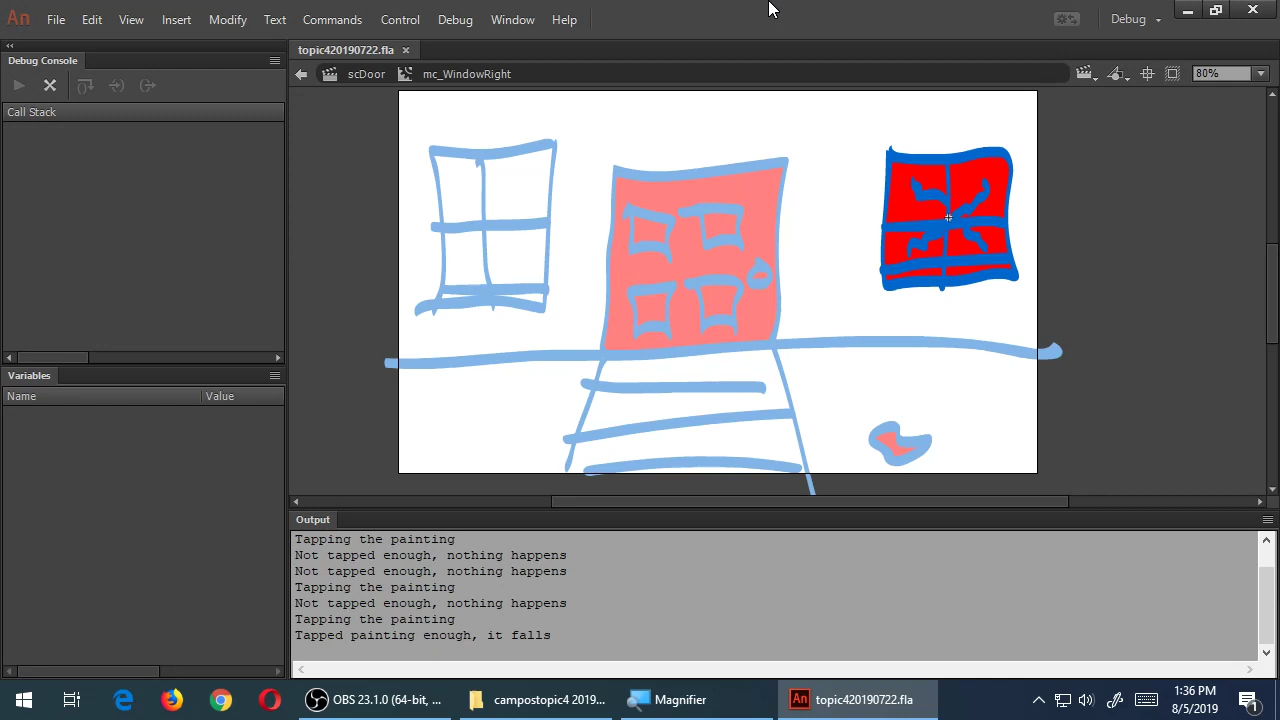 An File Edit View Insert Modify Text Commands Control Debug Window Help Debug
Debug Console
Call Stack
Variables
Name Value
topic420190722.fla ×
scDoor mc_WindowRight 80%
Output
Tapping the painting
Not tapped enough, nothing happens
Not tapped enough, nothing happens
Tapping the painting
Not tapped enough, nothing happens
Tapping the painting
Tapped painting enough, it falls
OBS 23.1.0 (64-bit, ... campostopic4 2019... Magnifier An topic420190722.fla 1:36 PM
8/5/2019 1